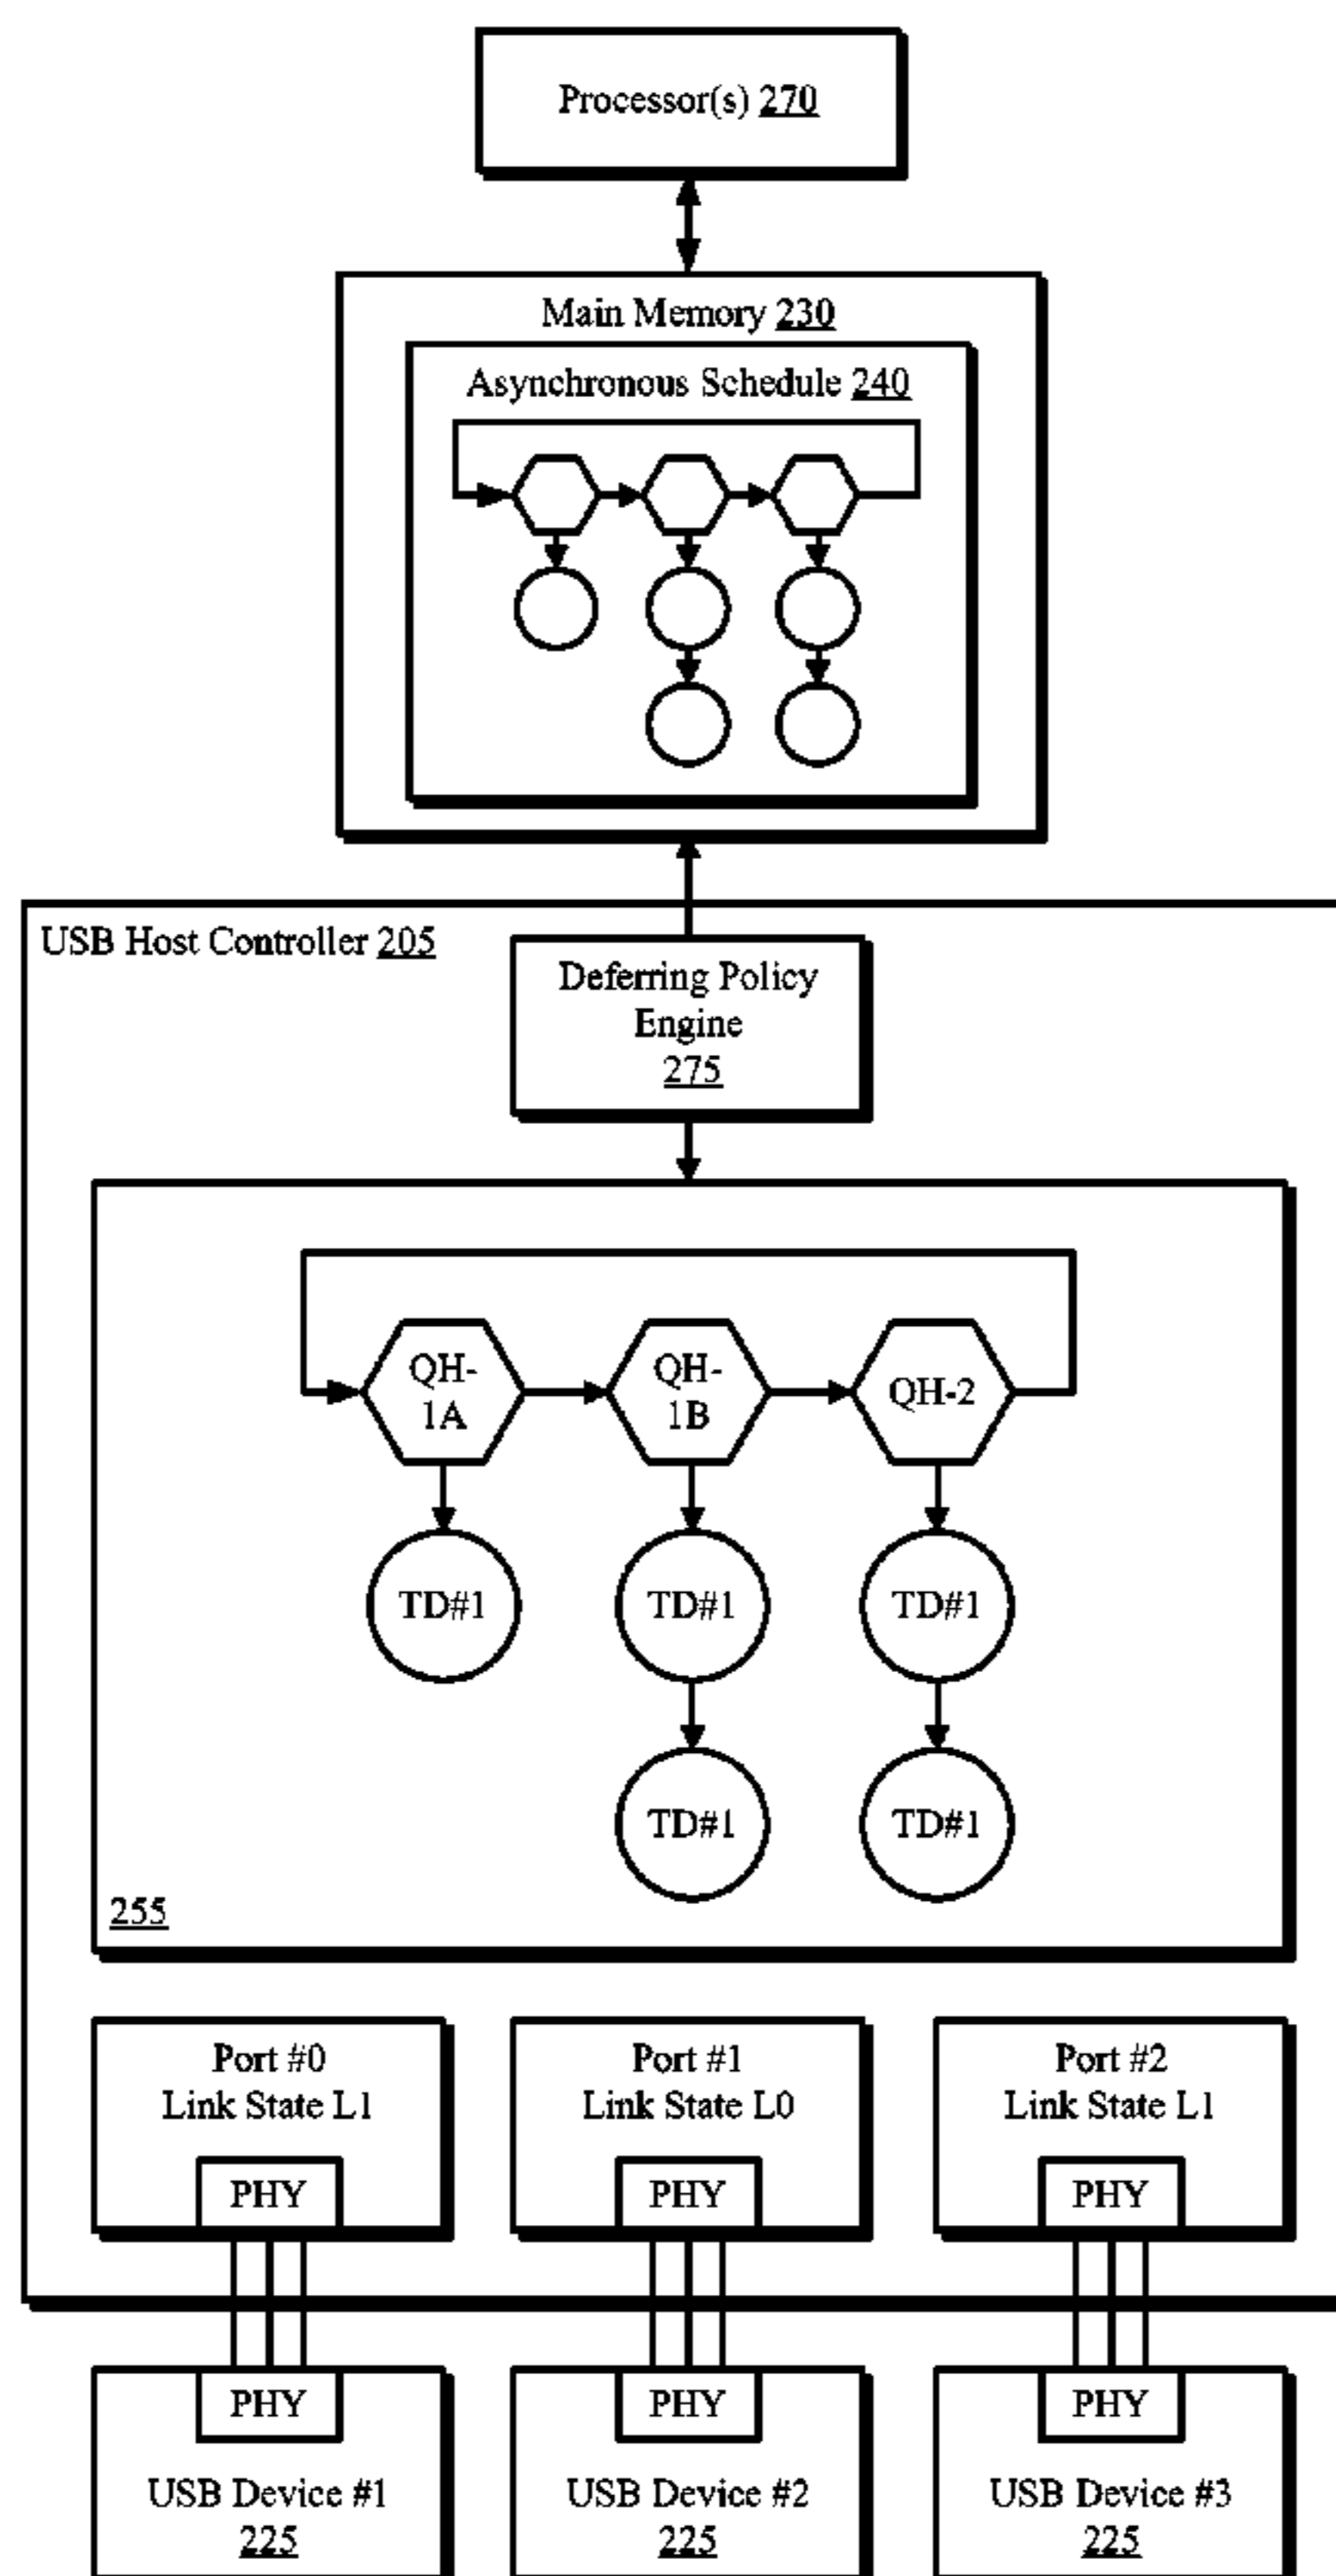 Processor(s) 270
Main Memory 230
Asynchronous Schedule 240
USB Host Controller 205
Deferring Policy
Engine
275
QH-
1A
QH-
1B
QH-2
TD#1
TD#1
TD#1
TD#1
TD#1
255
Port #0
Link State L1
PHY
Port #1
Link State L0
PHY
Port #2
Link State L1
PHY
PHY
USB Device #1
225
PHY
USB Device #2
225
PHY
USB Device #3
225